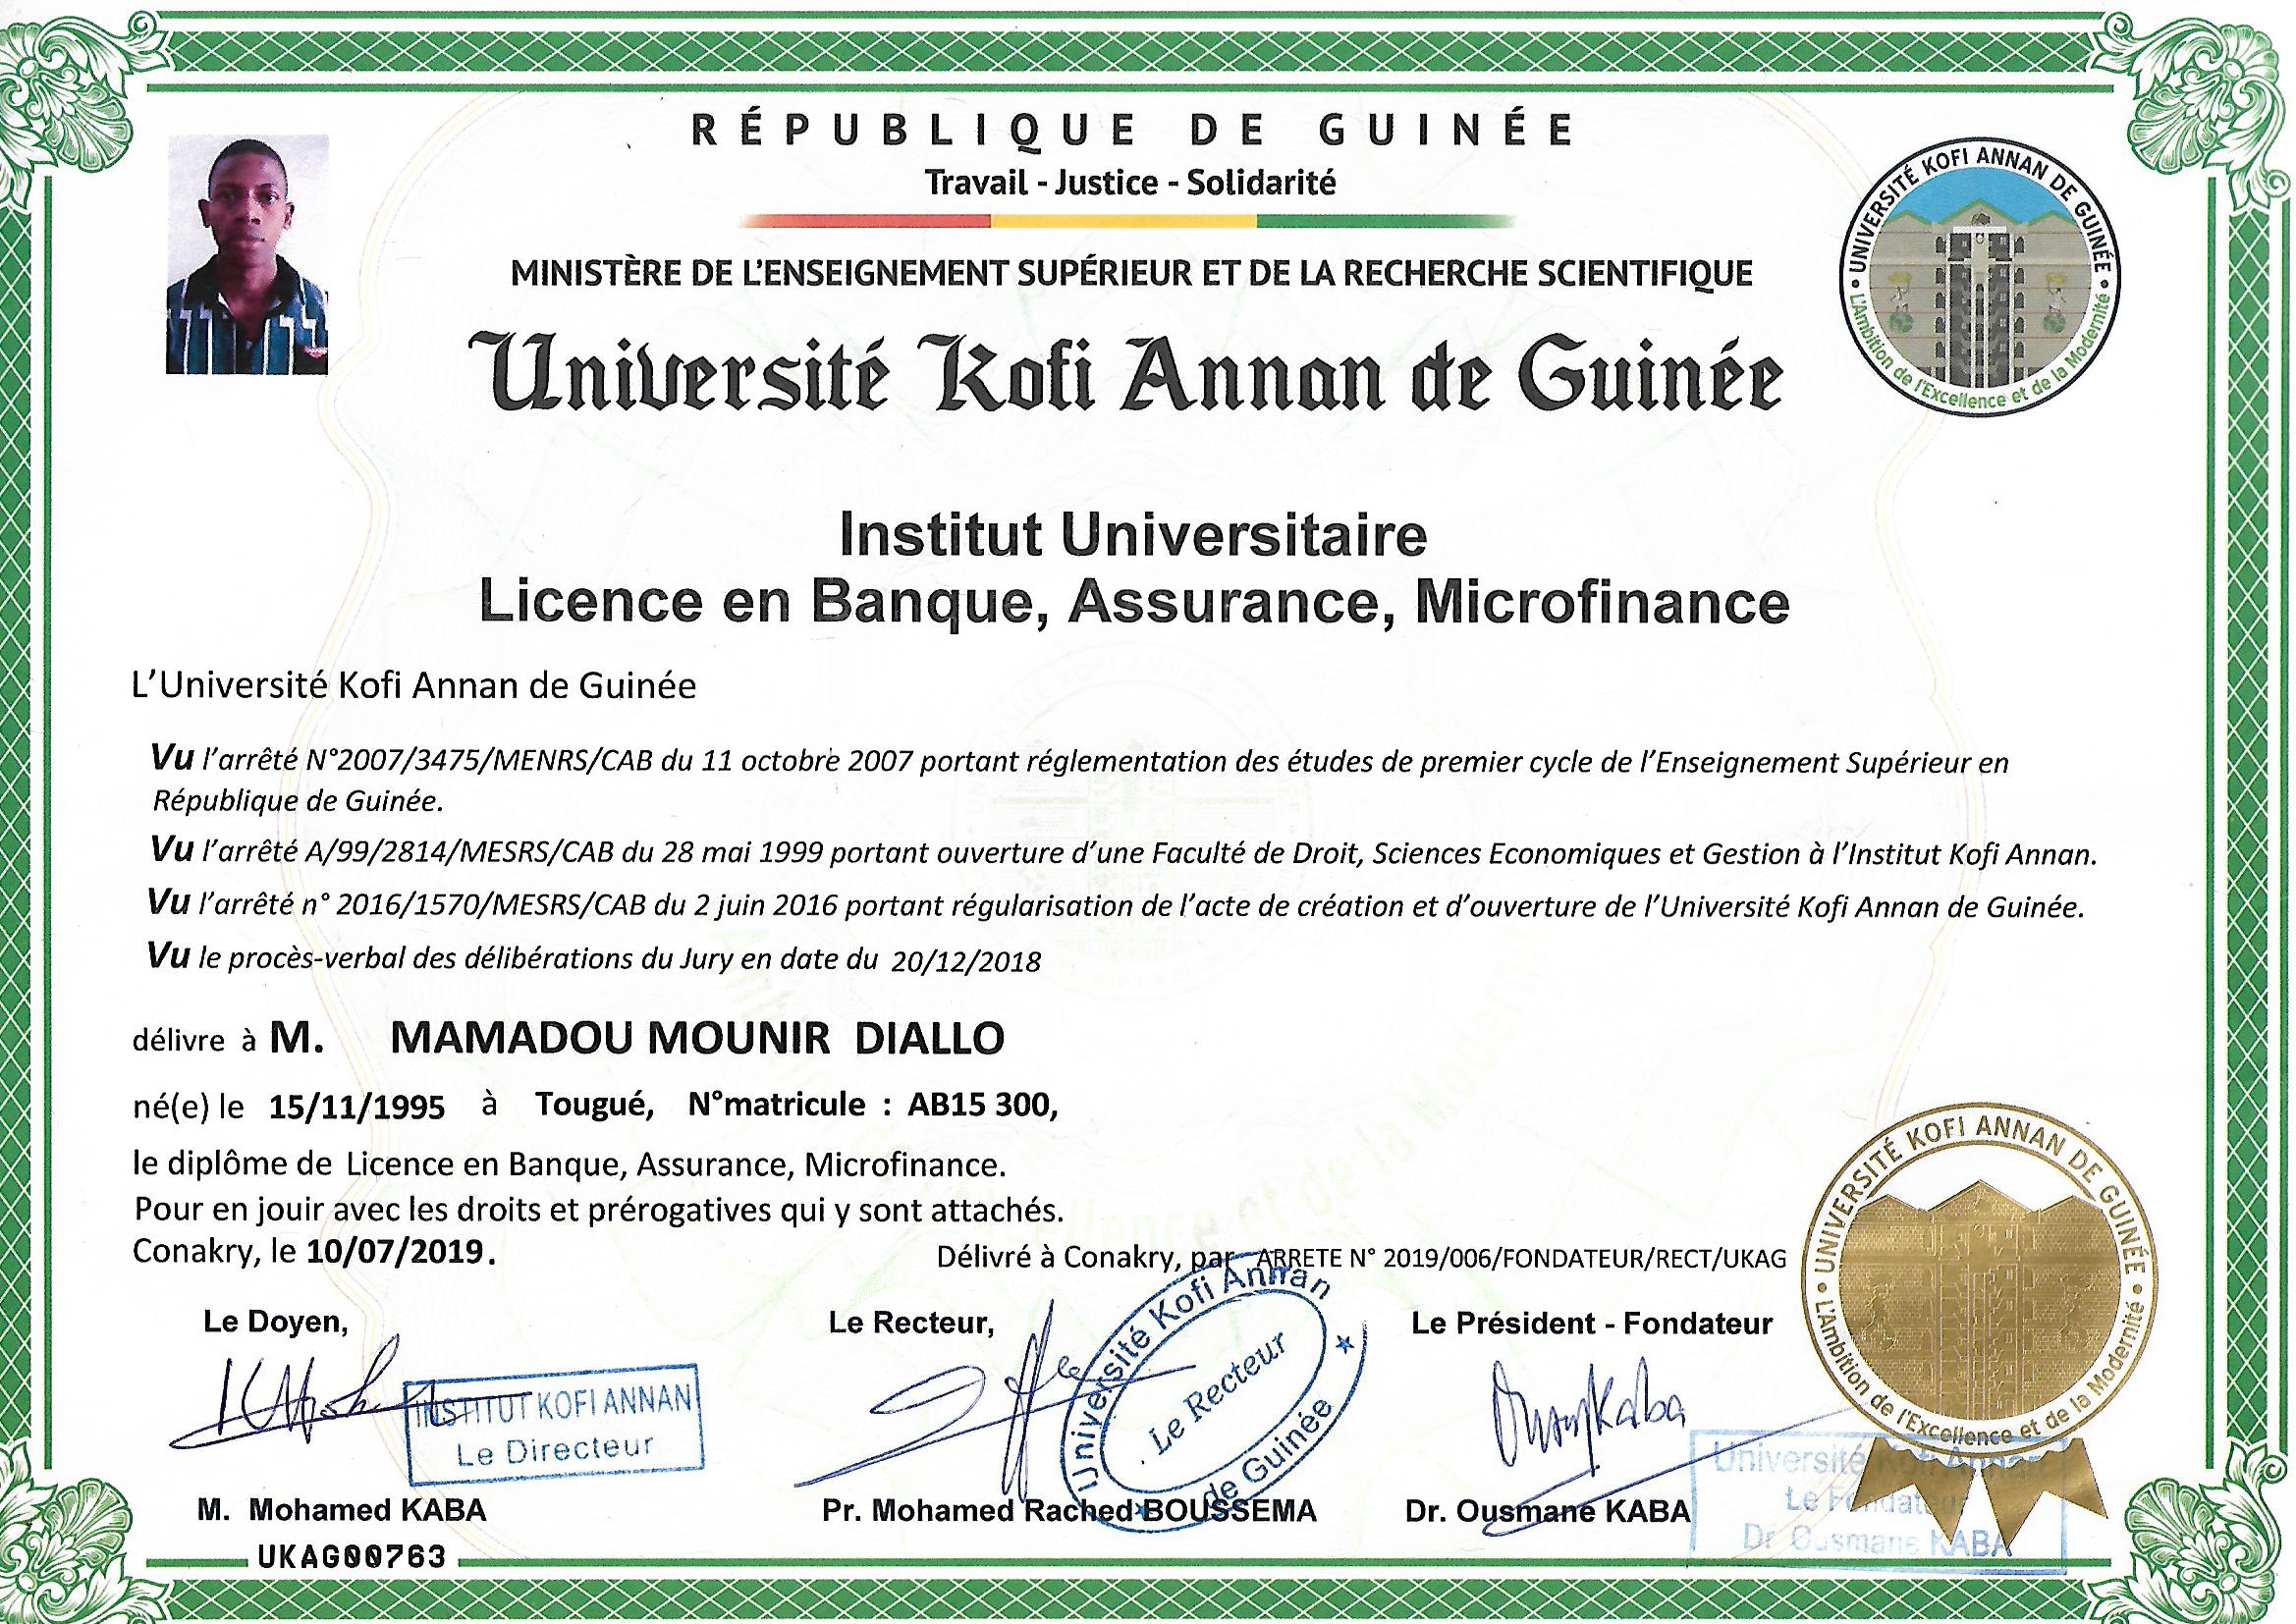 RÉPUBLIQUE DE GUINÉE
Travail - Justice - Solidarité
MINISTÈRE DE L'ENSEIGNEMENT SUPÉRIEUR ET DE LA RECHERCHE SCIENTIFIQUE
Université Kofi Annan de Guinée
• UNIVERSITÉ KOFI ANNAN DE GUINÉE •
L'Ambition de l'Excellence et de la Modernité
Institut Universitaire
Licence en Banque, Assurance, Microfinance
L'Université Kofi Annan de Guinée
Vu l'arrêté N°2007/3475/MENRS/CAB du 11 octobre 2007 portant réglementation des études de premier cycle de l'Enseignement Supérieur en
République de Guinée.
Vu l'arrêté A/99/2814/MESRS/CAB du 28 mai 1999 portant ouverture d'une Faculté de Droit, Sciences Economiques et Gestion à l'Institut Kofi Annan.
Vu l'arrêté n° 2016/1570/MESRS/CAB du 2 juin 2016 portant régularisation de l'acte de création et d'ouverture de l'Université Kofi Annan de Guinée.
Vu le procès-verbal des délibérations du Jury en date du 20/12/2018
délivre à M. MAMADOU MOUNIR DIALLO
né(e) le 15/11/1995 à Tougué, N°matricule : AB15 300,
le diplôme de Licence en Banque, Assurance, Microfinance.
Pour en jouir avec les droits et prérogatives qui y sont attachés.
Conakry, le 10/07/2019.
Délivré à Conakry, par ARRETE N° 2019/006/FONDATEUR/RECT/UKAG
• UNIVERSITÉ KOFI ANNAN DE GUINÉE •
L'Ambition de l'Excellence et de la Modernité
Le Doyen,
Le Recteur,
Le Président - Fondateur
INSTITUT KOFI ANNAN
Le Directeur
Université Kofi Annan
Le Recteur
de Guinée
Université Kofi Annan
Le Fondateur
Dr Ousmane KABA
M. Mohamed KABA
Pr. Mohamed Rached BOUSSEMA
Dr. Ousmane KABA
UKAG00763